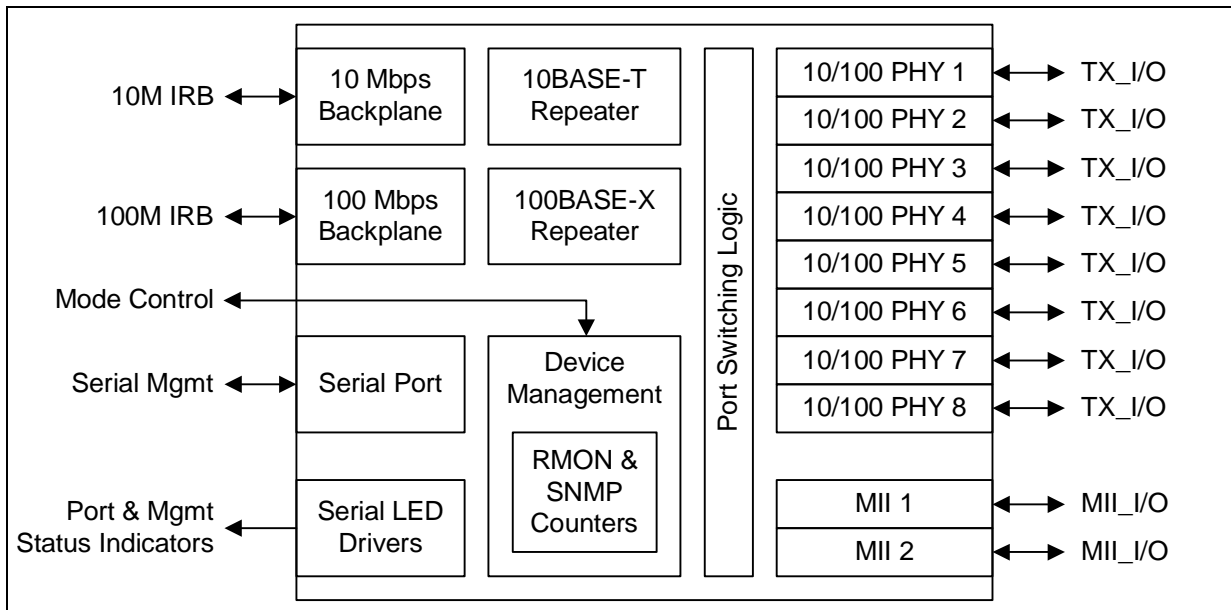 10M IRB
100M IRB
Mode Control
Serial Mgmt
Port & Mgmt
Status Indicators
10 Mbps
Backplane
100 Mbps
Backplane
Serial Port
Serial LED
Drivers
10BASE-T
Repeater
100BASE-X
Repeater
Device
Management
RMON &
SNMP
Counters
Port Switching Logic
10/100 PHY 1
10/100 PHY 2
10/100 PHY 3
10/100 PHY 4
10/100 PHY 5
10/100 PHY 6
10/100 PHY 7
10/100 PHY 8
MII 1
MII 2
TX_I/O
TX_I/O
TX_I/O
TX_I/O
TX_I/O
TX_I/O
TX_I/O
TX_I/O
MII_I/O
MII_I/O